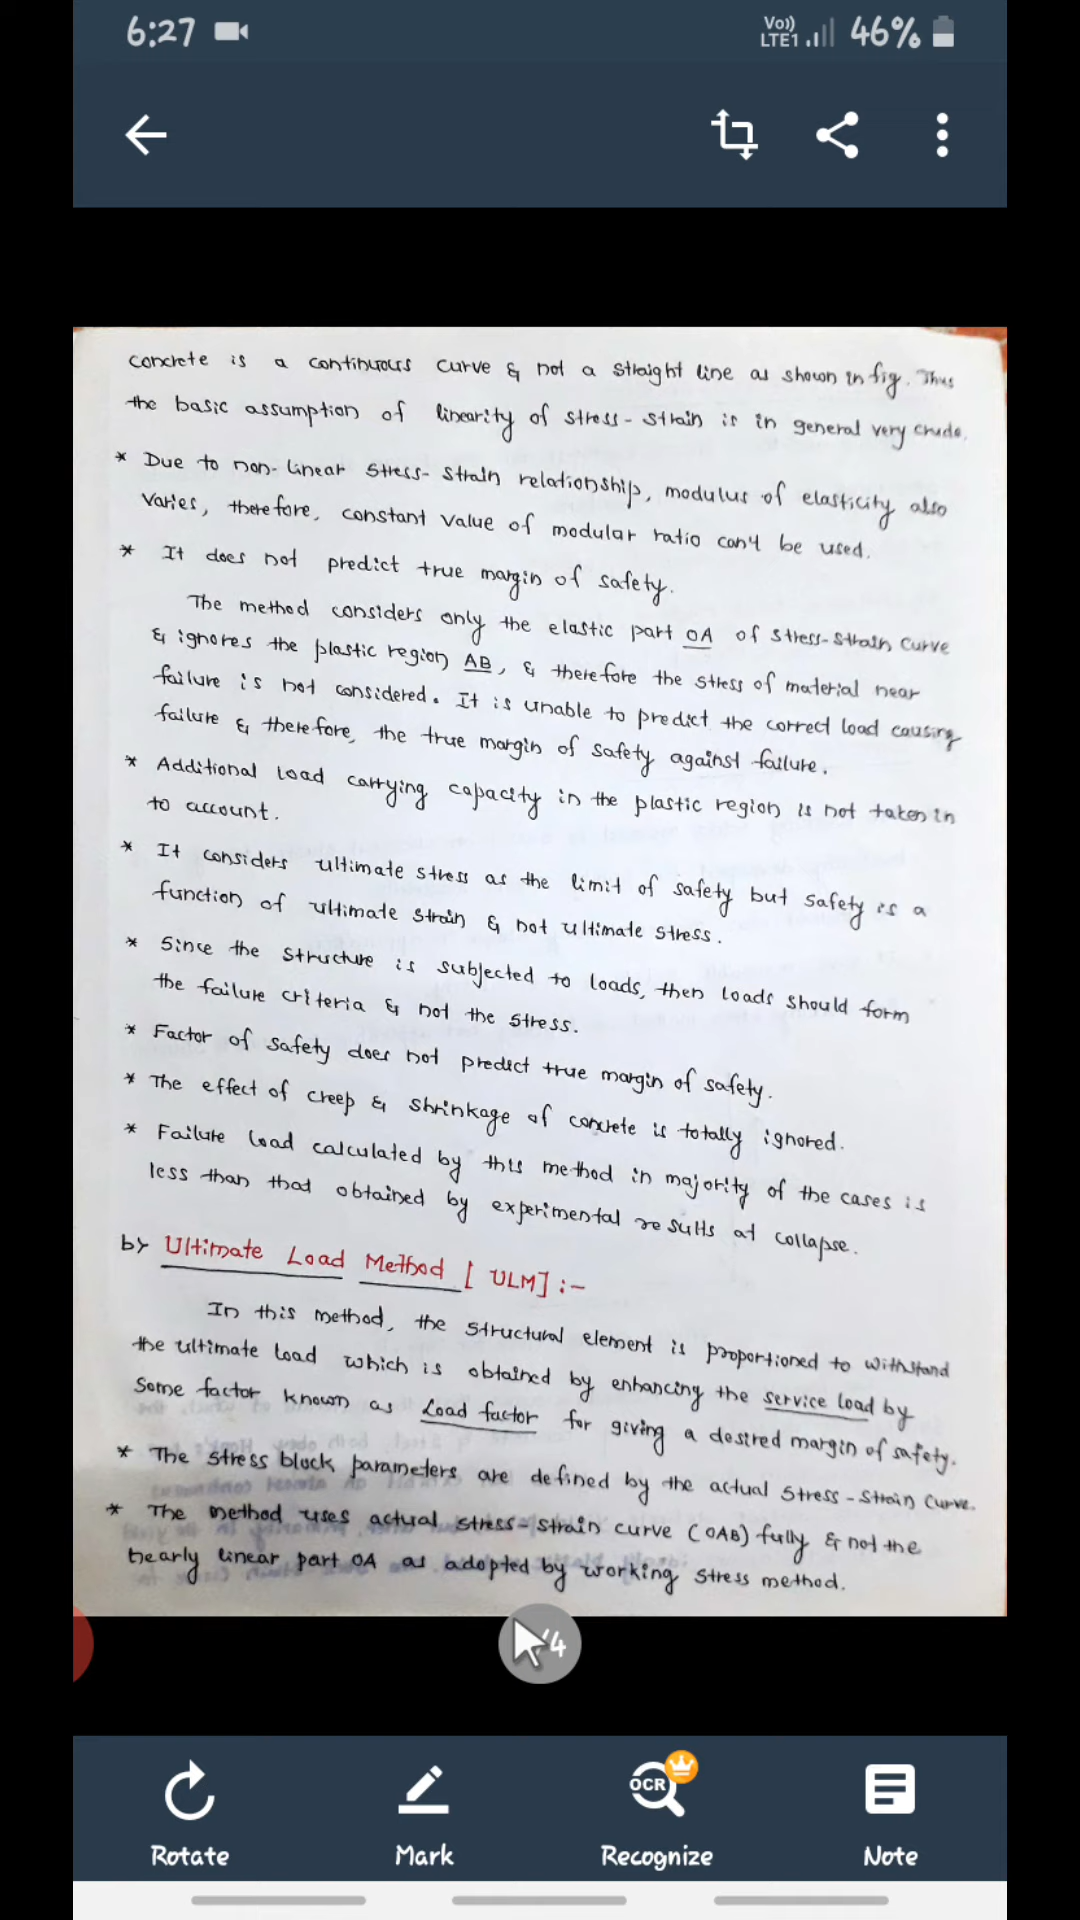 6:27
Vo)) LTE1 46%
concrete is a continuous curve & not a straight line as shown in fig. Thus
the basic assumption of linearity of stress-strain is in general very crude.
* Due to non-linear stress-strain relationship, modulus of elasticity also
varies, therefore, constant value of modular ratio can't be used.
* It does not predict true margin of safety.
The method considers only the elastic part OA of stress-strain curve
& ignores the plastic region AB, & therefore the stress of material near
failure is not considered. It is unable to predict the correct load causing
failure & therefore, the true margin of safety against failure.
* Additional load carrying capacity in the plastic region is not taken in
to account.
* It considers ultimate stress as the limit of safety but safety is a
function of ultimate strain & not ultimate stress.
* Since the structure is subjected to loads, then loads should form
the failure criteria & not the stress.
* Factor of safety does not predict true margin of safety.
* The effect of creep & shrinkage of concrete is totally ignored.
* Failure load calculated by this method in majority of the cases is
less than that obtained by experimental results at collapse.
b> Ultimate Load Method [ ULM] :-
In this method, the structural element is proportioned to withstand
the ultimate load which is obtained by enhancing the service load by
some factor known as Load factor for giving a desired margin of safety.
* The stress block parameters are defined by the actual stress-strain curve.
* The method uses actual stress-strain curve (OAB) fully & not the
nearly linear part OA as adopted by working stress method.
/4
OCR
Rotate Mark Recognize Note